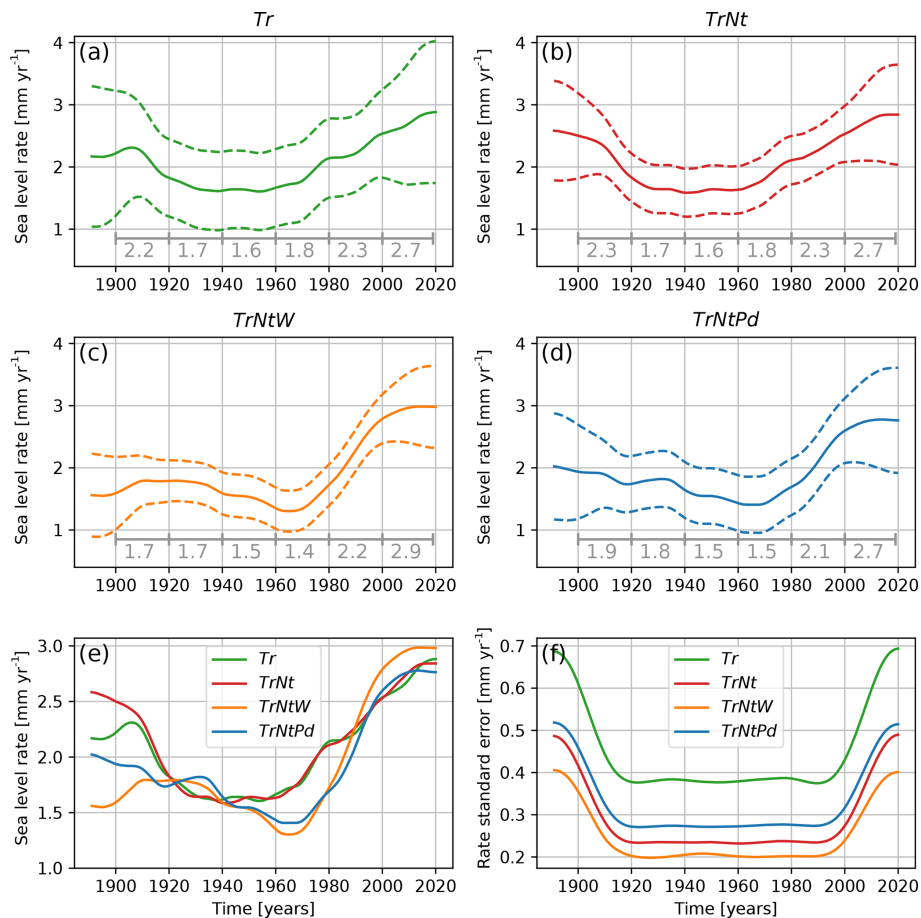 Tr
TrNt
(a)
(b)
Sea level rate [mm yr⁻¹]
4
3
2
1
2.2 1.7 1.6 1.8 2.3 2.7
1900 1920 1940 1960 1980 2000 2020
Sea level rate [mm yr⁻¹]
4
3
2
1
2.3 1.7 1.6 1.8 2.3 2.7
1900 1920 1940 1960 1980 2000 2020
TrNtW
TrNtPd
(c)
(d)
Sea level rate [mm yr⁻¹]
4
3
2
1
1.7 1.7 1.5 1.4 2.2 2.9
1900 1920 1940 1960 1980 2000 2020
Sea level rate [mm yr⁻¹]
4
3
2
1
1.9 1.8 1.5 1.5 2.1 2.7
1900 1920 1940 1960 1980 2000 2020
(e)
Sea level rate [mm yr⁻¹]
3.0
2.5
2.0
1.5
1.0
Tr
TrNt
TrNtW
TrNtPd
1900 1920 1940 1960 1980 2000 2020
Time [years]
(f)
Rate standard error [mm yr⁻¹]
0.7
0.6
0.5
0.4
0.3
0.2
Tr
TrNt
TrNtW
TrNtPd
1900 1920 1940 1960 1980 2000 2020
Time [years]